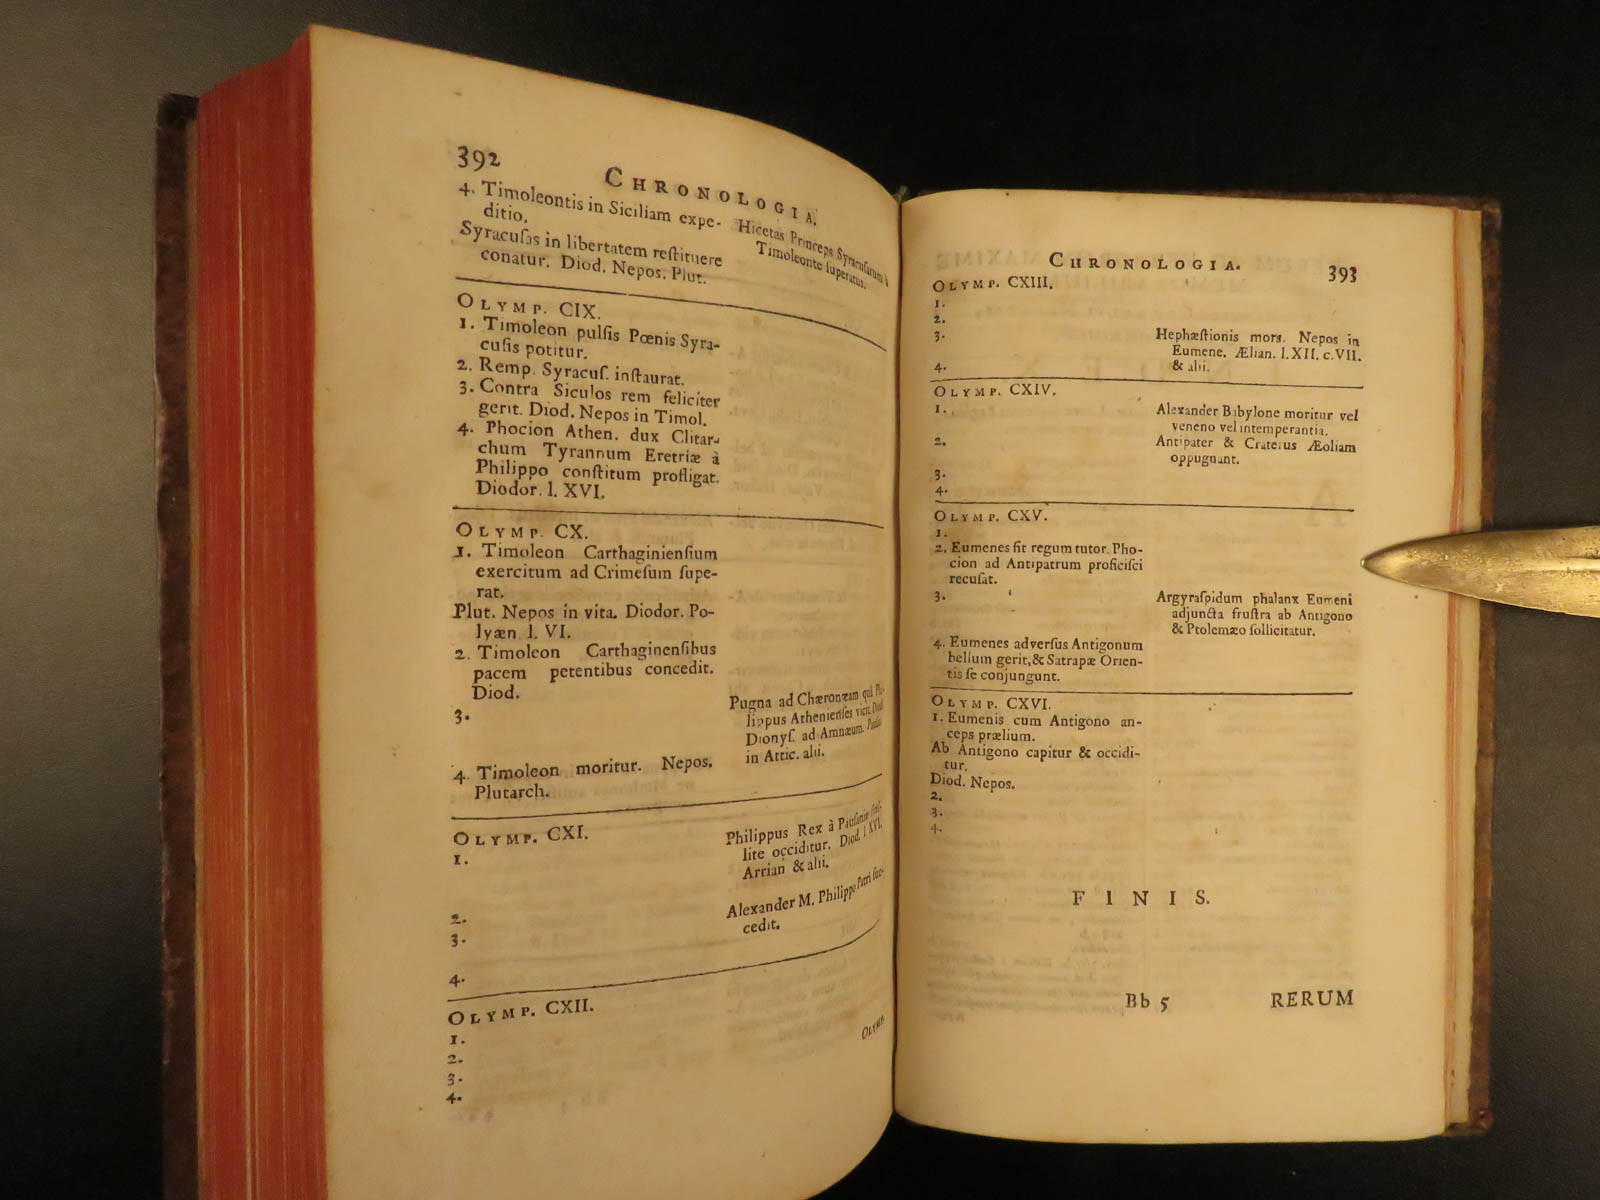 392
CHRONOLOGIA.
4. Timoleontis in Siciliam expe-
ditio.
Syracusas in libertatem restituere
conatur. Diod. Nepos. Plut.
Hicetas Princeps Syracusarum à
Timoleonte superatus.
OLYMP. CIX.
1. Timoleon pulsis Pœnis Syra-
cusis potitur.
2. Remp. Syracus. instaurat.
3. Contra Siculos rem feliciter
gerit. Diod. Nepos in Timol.
4. Phocion Athen. dux Clitar-
chum Tyrannum Eretriæ à
Philippo constitum profligat.
Diodor. l. XVI.
OLYMP. CX.
1. Timoleon Carthaginiensium
exercitum ad Crimesum supe-
rat.
Plut. Nepos in vita. Diodor. Po-
lyæn. l. VI.
2. Timoleon Carthaginensibus
pacem petentibus concedit.
Diod.
3.
Pugna ad Chæronæam quâ Phi-
lippus Athenienses vicit. Diod.
Dionys. ad Amnæum. Pausan
in Attic. alii.
4. Timoleon moritur. Nepos.
Plutarch.
OLYMP. CXI.
1.
Philippus Rex à Pausania
lite occiditur. Diod. l. XVI.
Arrian & alii.
2.
Alexander M. Philippo Patri suc-
cedit.
3.
4.
OLYMP. CXII.
1.
2.
3.
4.
OLYMP.
CHRONOLOGIA.
393
OLYMP. CXIII.
1.
2.
3.
Hephæstionis mors. Nepos in
Eumene. Ælian. l. XII. c. VII.
& alii.
4.
OLYMP. CXIV.
1.
Alexander Babylone moritur vel
veneno vel intemperantia.
2.
Antipater & Craterus Æoliam
oppugnant.
3.
4.
OLYMP. CXV.
1.
2. Eumenes fit regum tutor. Pho-
cion ad Antipatrum proficisci
recusat.
3.
Argyraspidum phalanx Eumeni
adjuncta frustra ab Antigono
& Ptolemæo sollicitatur.
4. Eumenes adversus Antigonum
bellum gerit, & Satrapæ Orien-
tis se conjungunt.
OLYMP. CXVI.
1. Eumenis cum Antigono an-
ceps prælium.
Ab Antigono capitur & occidi-
tur.
Diod. Nepos.
2.
3.
4.
FINIS.
Bb 5
RERUM